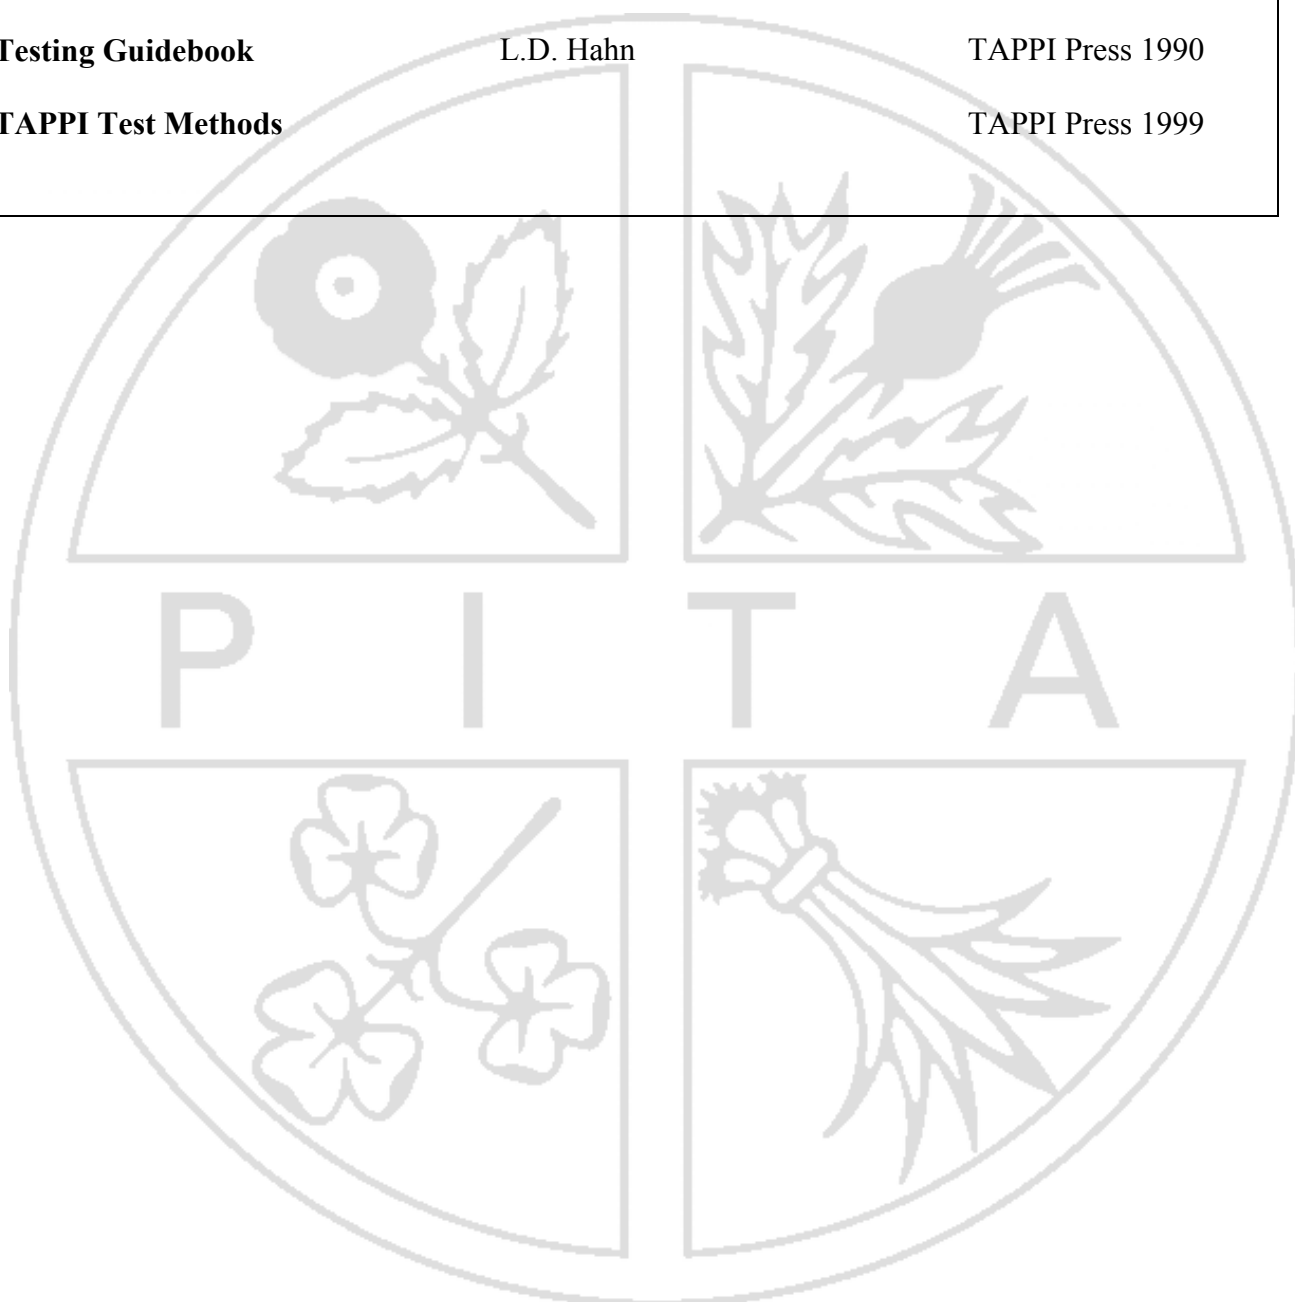 Testing Guidebook L.D. Hahn TAPPI Press 1990
TAPPI Test Methods TAPPI Press 1999
P I T A